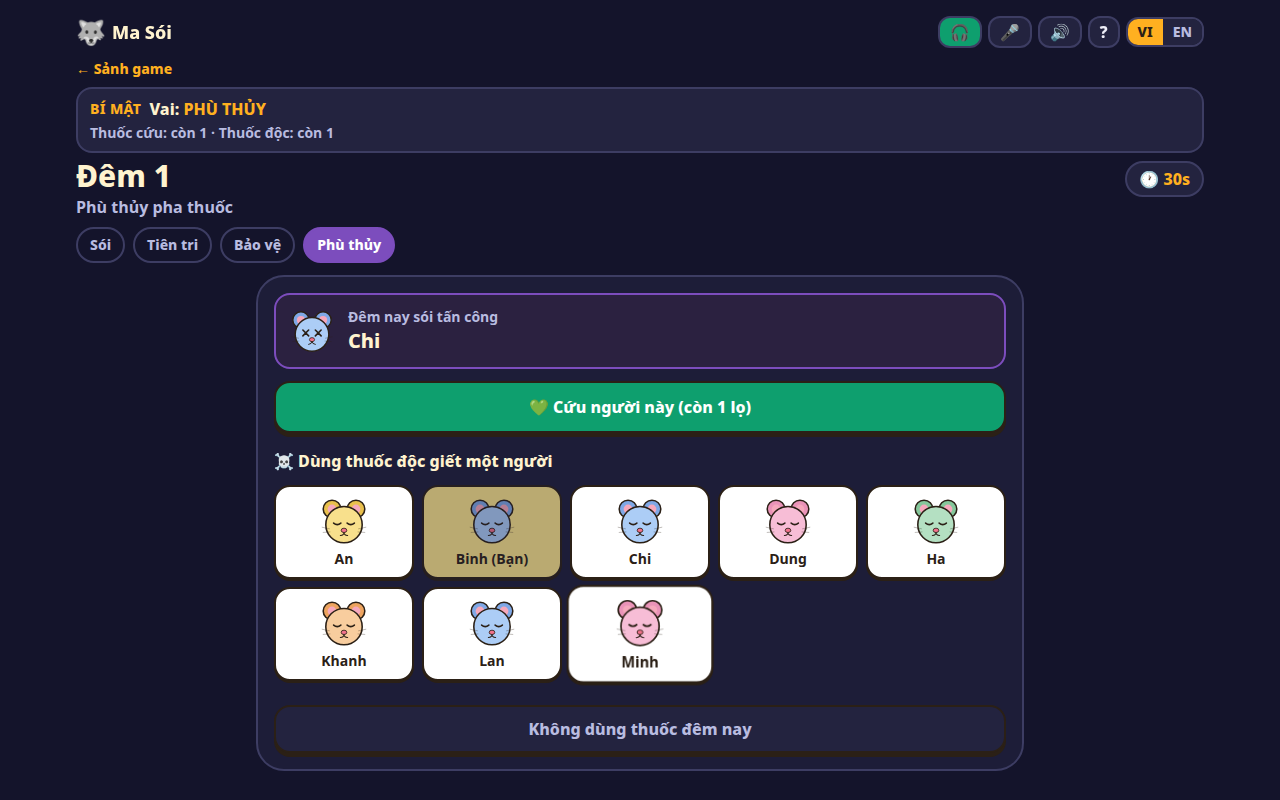 Ma Sói
? VI EN
← Sảnh game
BÍ MẬT Vai: PHÙ THỦY
Thuốc cứu: còn 1 · Thuốc độc: còn 1
Đêm 1
30s
Phù thủy pha thuốc
Sói Tiên tri Bảo vệ Phù thủy
Đêm nay sói tấn công
Chi
Cứu người này (còn 1 lọ)
Dùng thuốc độc giết một người
An Binh (Bạn) Chi Dung Ha
Khanh Lan Minh
Không dùng thuốc đêm nay